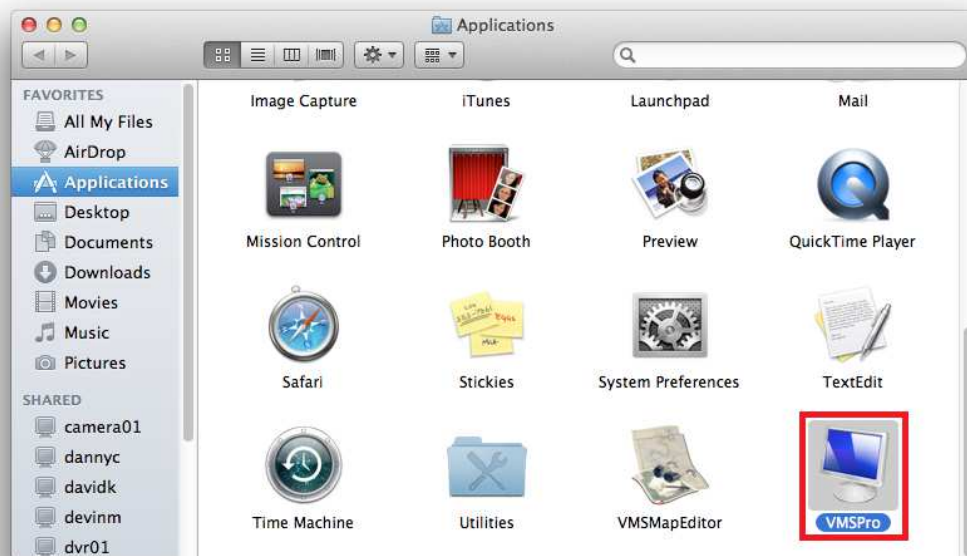 Applications
FAVORITES
All My Files
AirDrop
Applications
Desktop
Documents
Downloads
Movies
Music
Pictures
SHARED
camera01
dannyc
davidk
devinm
dvr01
Image Capture
iTunes
Launchpad
Mail
Mission Control
Photo Booth
Preview
QuickTime Player
Safari
Stickies
System Preferences
TextEdit
Time Machine
Utilities
VMSMapEditor
VMSPro